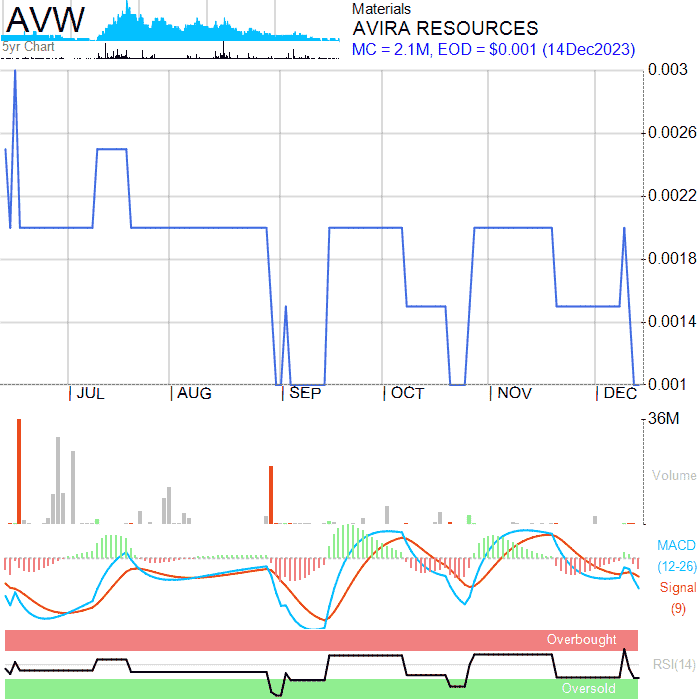 AVW
5yr Chart
Materials
AVIRA RESOURCES
MC = 2.1M, EOD = $0.001 (14Dec2023)
0.003
0.0026
0.0022
0.0018
0.0014
0.001
JUL AUG SEP OCT NOV DEC
36M
Volume
MACD
(12-26)
Signal
(9)
Overbought
RSI(14)
Oversold